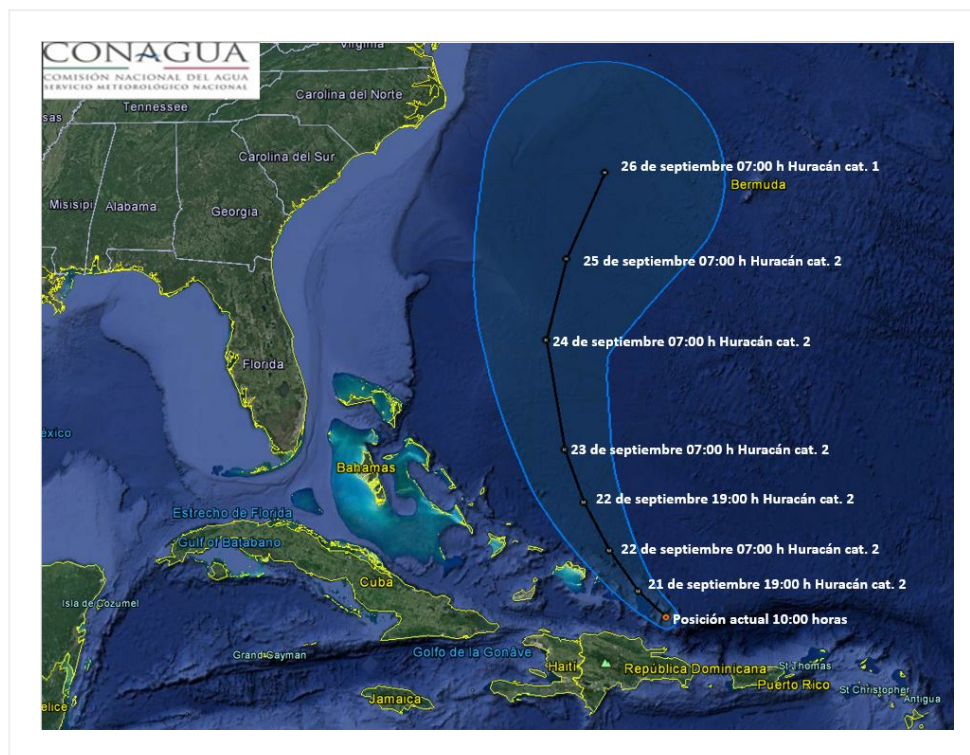 CONAGUA
COMISIÓN NACIONAL DEL AGUA
SERVICIO METEOROLÓGICO NACIONAL
Virginia
Carolina del Norte
Tennessee
sas
Carolina del Sur
26 de septiembre 07:00 h Huracán cat. 1
Bermuda
Misisipi
Alabama
Georgia
25 de septiembre 07:00 h Huracán cat. 2
24 de septiembre 07:00 h Huracán cat. 2
Florida
éxico
23 de septiembre 07:00 h Huracán cat. 2
Bahamas
22 de septiembre 19:00 h Huracán cat. 2
Estrecho de Florida
Gulf of Batabano
22 de septiembre 07:00 h Huracán cat. 2
Cuba
21 de septiembre 19:00 h Huracán cat. 2
Isla de Cozumel
Posición actual 10:00 horas
Grand Cayman
Golfo de la Gonâve
Haití
República Dominicana
St Thomas
Puerto Rico
St Christopher
Antigua
Jamaica
elice